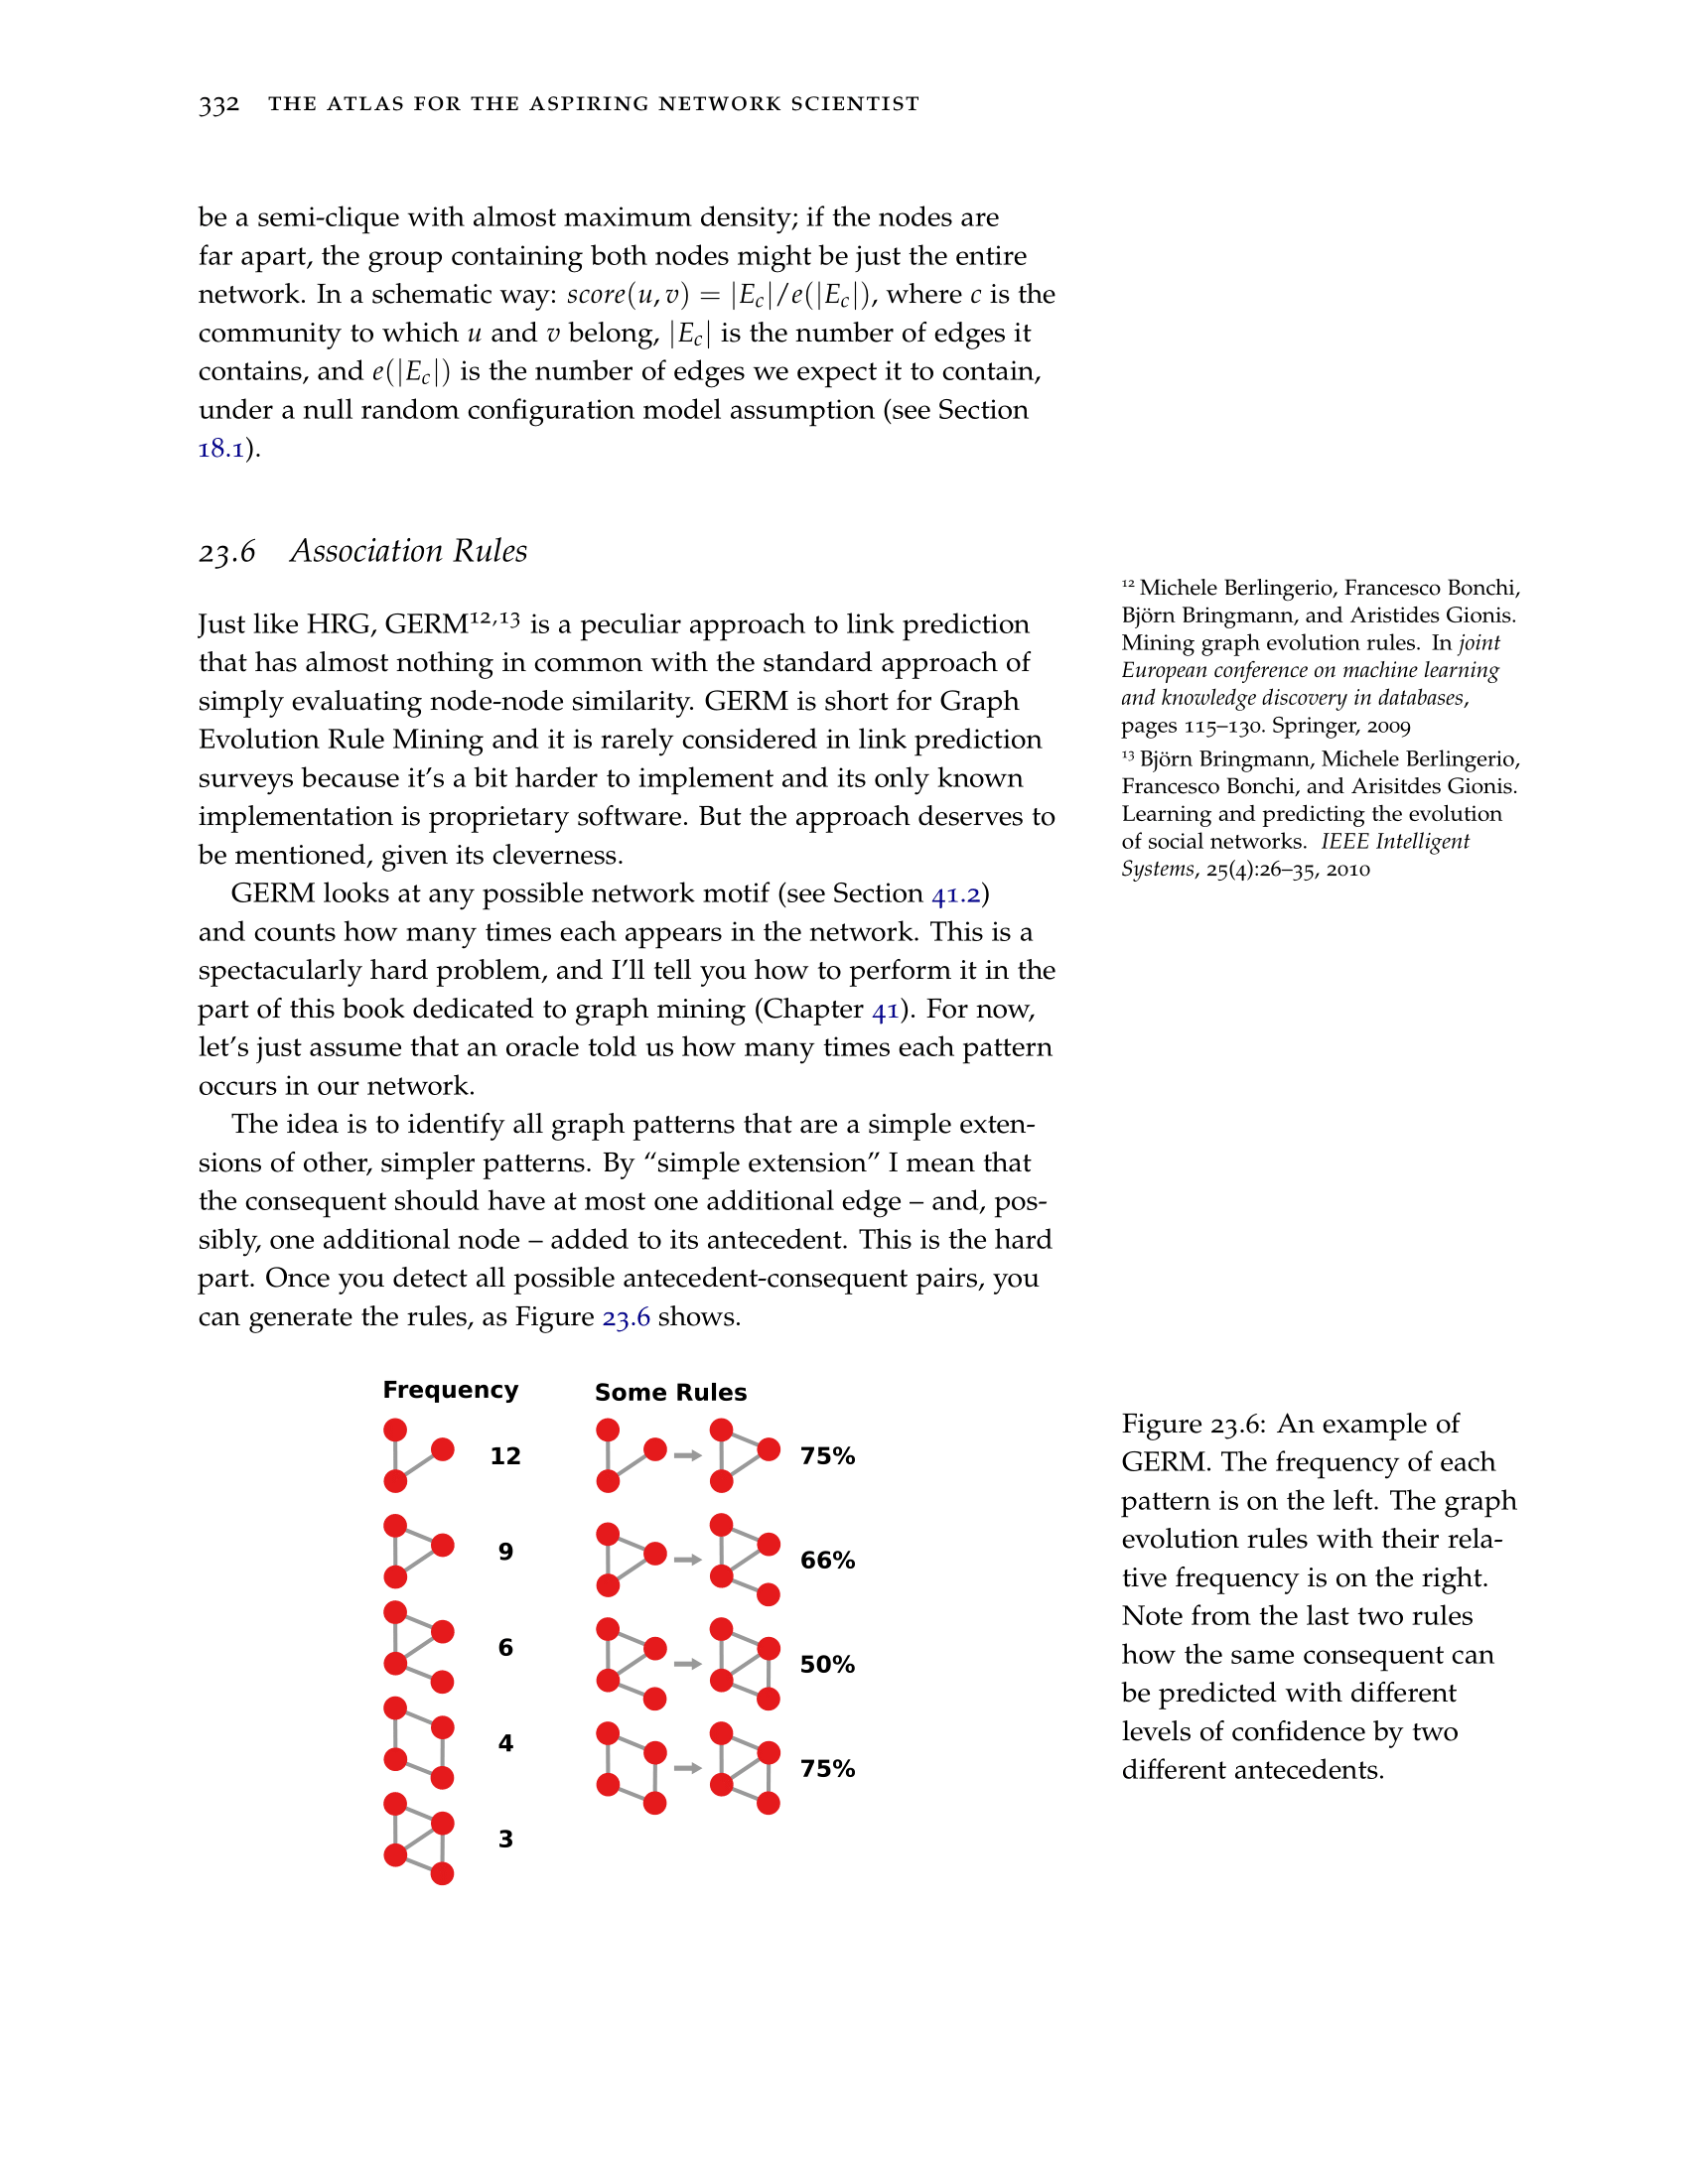 332 THE ATLAS FOR THE ASPIRING NETWORK SCIENTIST
be a semi-clique with almost maximum density; if the nodes are
far apart, the group containing both nodes might be just the entire
network. In a schematic way: score(u, v) = |E_c|/e(|E_c|), where c is the
community to which u and v belong, |E_c| is the number of edges it
contains, and e(|E_c|) is the number of edges we expect it to contain,
under a null random configuration model assumption (see Section
18.1).
23.6 Association Rules
Just like HRG, GERM¹²,¹³ is a peculiar approach to link prediction
that has almost nothing in common with the standard approach of
simply evaluating node-node similarity. GERM is short for Graph
Evolution Rule Mining and it is rarely considered in link prediction
surveys because it's a bit harder to implement and its only known
implementation is proprietary software. But the approach deserves to
be mentioned, given its cleverness.
GERM looks at any possible network motif (see Section 41.2)
and counts how many times each appears in the network. This is a
spectacularly hard problem, and I'll tell you how to perform it in the
part of this book dedicated to graph mining (Chapter 41). For now,
let's just assume that an oracle told us how many times each pattern
occurs in our network.
The idea is to identify all graph patterns that are a simple exten-
sions of other, simpler patterns. By “simple extension” I mean that
the consequent should have at most one additional edge – and, pos-
sibly, one additional node – added to its antecedent. This is the hard
part. Once you detect all possible antecedent-consequent pairs, you
can generate the rules, as Figure 23.6 shows.
¹² Michele Berlingerio, Francesco Bonchi,
Björn Bringmann, and Aristides Gionis.
Mining graph evolution rules. In joint
European conference on machine learning
and knowledge discovery in databases,
pages 115–130. Springer, 2009
¹³ Björn Bringmann, Michele Berlingerio,
Francesco Bonchi, and Arisitdes Gionis.
Learning and predicting the evolution
of social networks. IEEE Intelligent
Systems, 25(4):26–35, 2010
Frequency
12
9
6
4
3
Some Rules
75%
66%
50%
75%
Figure 23.6: An example of
GERM. The frequency of each
pattern is on the left. The graph
evolution rules with their rela-
tive frequency is on the right.
Note from the last two rules
how the same consequent can
be predicted with different
levels of confidence by two
different antecedents.